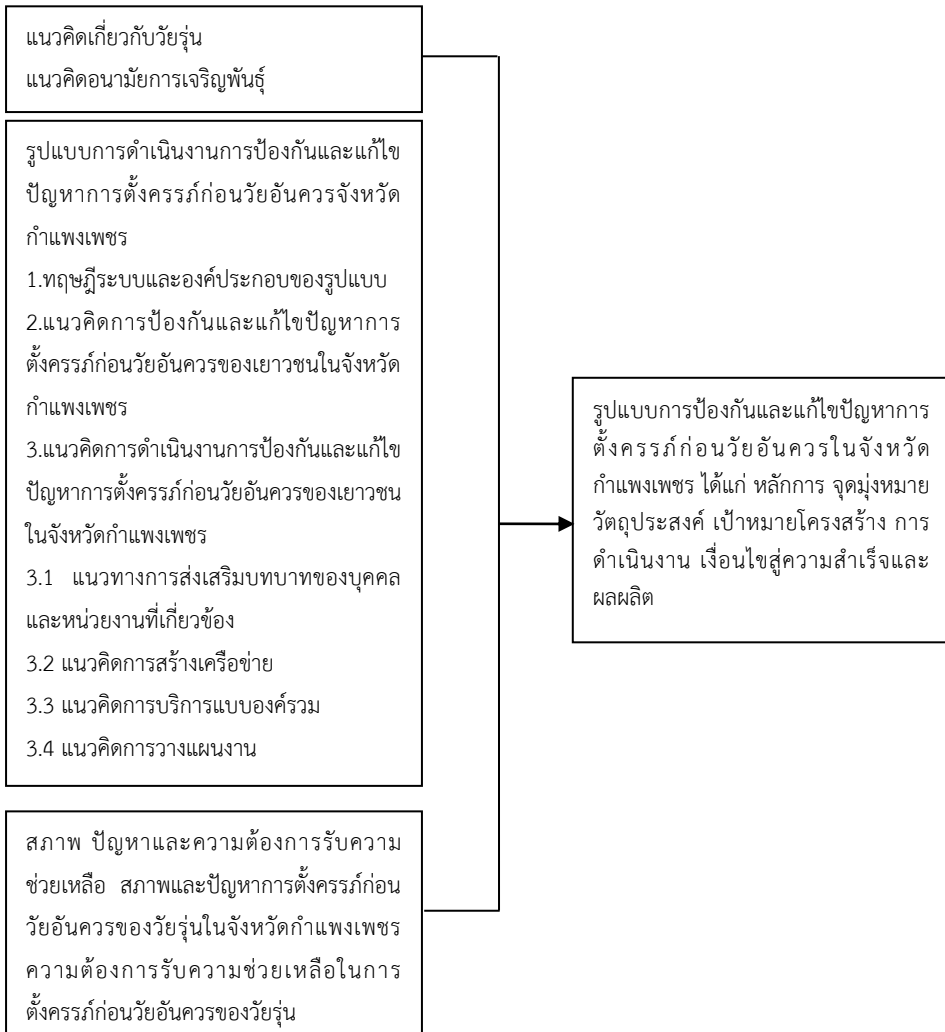 แนวคิดเกี่ยวกับวัยรุ่น
แนวคิดอนามัยการเจริญพันธุ์
รูปแบบการดำเนินงานการป้องกันและแก้ไข
ปัญหาการตั้งครรภ์ก่อนวัยอันควรจังหวัด
กำแพงเพชร
1.ทฤษฎีระบบและองค์ประกอบของรูปแบบ
2.แนวคิดการป้องกันและแก้ไขปัญหาการ
ตั้งครรภ์ก่อนวัยอันควรของเยาวชนในจังหวัด
กำแพงเพชร
3.แนวคิดการดำเนินงานการป้องกันและแก้ไข
ปัญหาการตั้งครรภ์ก่อนวัยอันควรของเยาวชน
ในจังหวัดกำแพงเพชร
3.1 แนวทางการส่งเสริมบทบาทของบุคคล
และหน่วยงานที่เกี่ยวข้อง
3.2 แนวคิดการสร้างเครือข่าย
3.3 แนวคิดการบริการแบบองค์รวม
3.4 แนวคิดการวางแผนงาน
สภาพ ปัญหาและความต้องการรับความ
ช่วยเหลือ สภาพและปัญหาการตั้งครรภ์ก่อน
วัยอันควรของวัยรุ่นในจังหวัดกำแพงเพชร
ความต้องการรับความช่วยเหลือในการ
ตั้งครรภ์ก่อนวัยอันควรของวัยรุ่น
รูปแบบการป้องกันและแก้ไขปัญหาการ
ตั้งครรภ์ก่อนวัยอันควรในจังหวัด
กำแพงเพชร ได้แก่ หลักการ จุดมุ่งหมาย
วัตถุประสงค์ เป้าหมายโครงสร้าง การ
ดำเนินงาน เงื่อนไขสู่ความสำเร็จและ
ผลผลิต